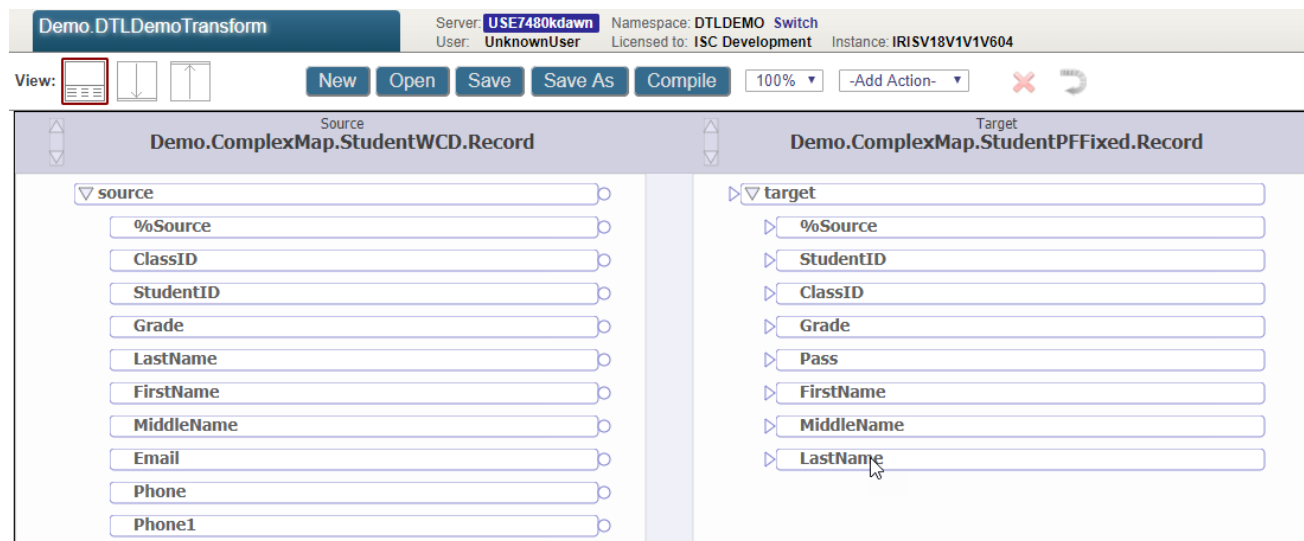 Demo.DTLDemoTransform
Server: USE7480kdawn Namespace: DTLDEMO Switch
User: UnknownUser Licensed to: ISC Development Instance: IRISV18V1V1V604
View: New Open Save Save As Compile 100% -Add Action-
Source
Demo.ComplexMap.StudentWCD.Record
Target
Demo.ComplexMap.StudentPFFixed.Record
source
%Source
ClassID
StudentID
Grade
LastName
FirstName
MiddleName
Email
Phone
Phone1
target
%Source
StudentID
ClassID
Grade
Pass
FirstName
MiddleName
LastName